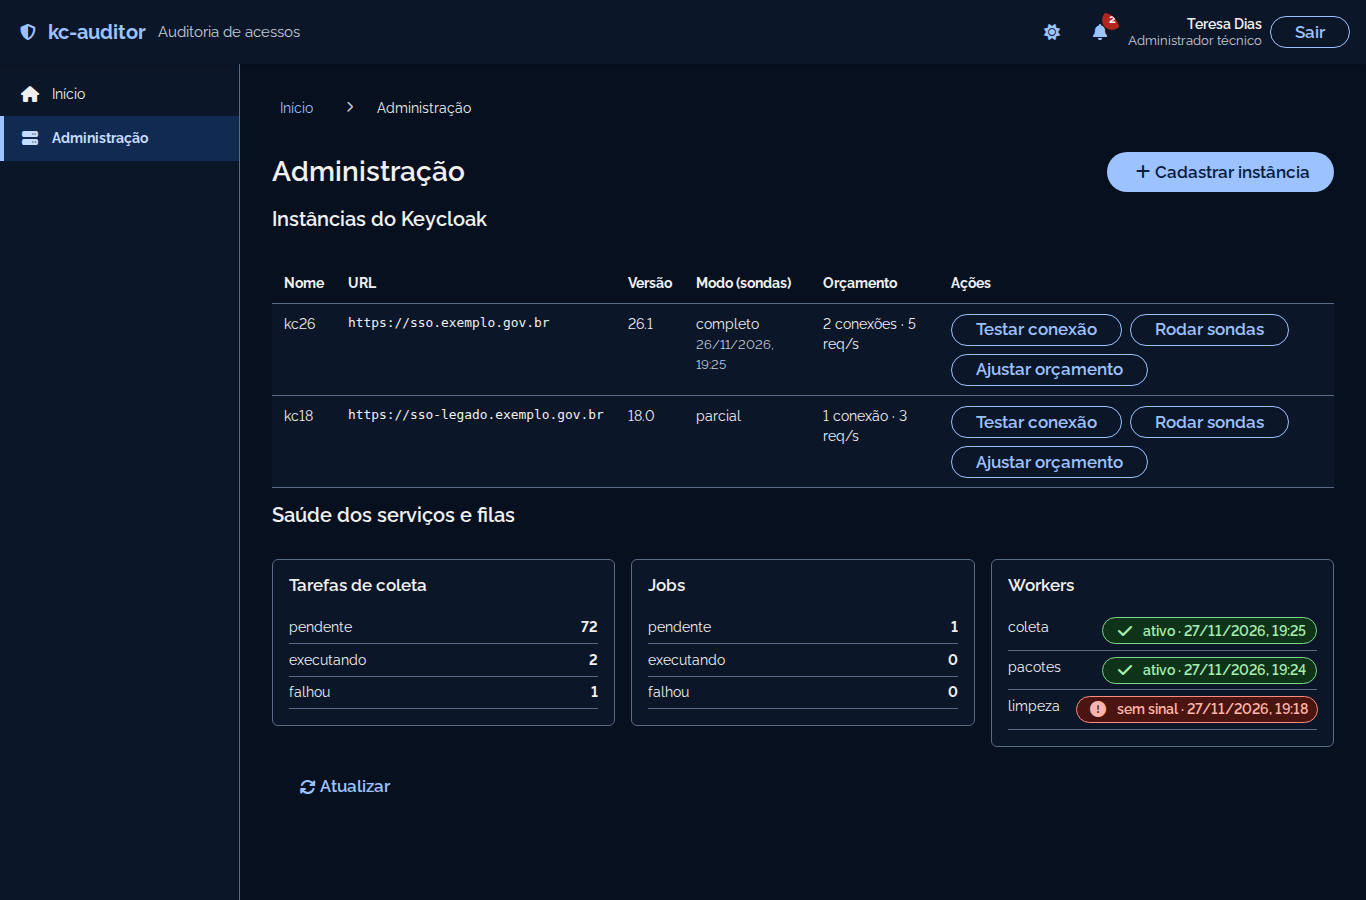 kc-auditor Auditoria de acessos
2
Teresa Dias
Administrador técnico
Sair
Início
Administração
Início Administração
Administração
Cadastrar instância
Instâncias do Keycloak
Nome URL Versão Modo (sondas) Orçamento Ações
kc26 https://sso.exemplo.gov.br 26.1 completo 2 conexões · 5 Testar conexão Rodar sondas
26/11/2026, req/s
19:25 Ajustar orçamento
kc18 https://sso-legado.exemplo.gov.br 18.0 parcial 1 conexão · 3 Testar conexão Rodar sondas
req/s
Ajustar orçamento
Saúde dos serviços e filas
Tarefas de coleta
pendente 72
executando 2
falhou 1
Jobs
pendente 1
executando 0
falhou 0
Workers
coleta ativo · 27/11/2026, 19:25
pacotes ativo · 27/11/2026, 19:24
limpeza sem sinal · 27/11/2026, 19:18
Atualizar